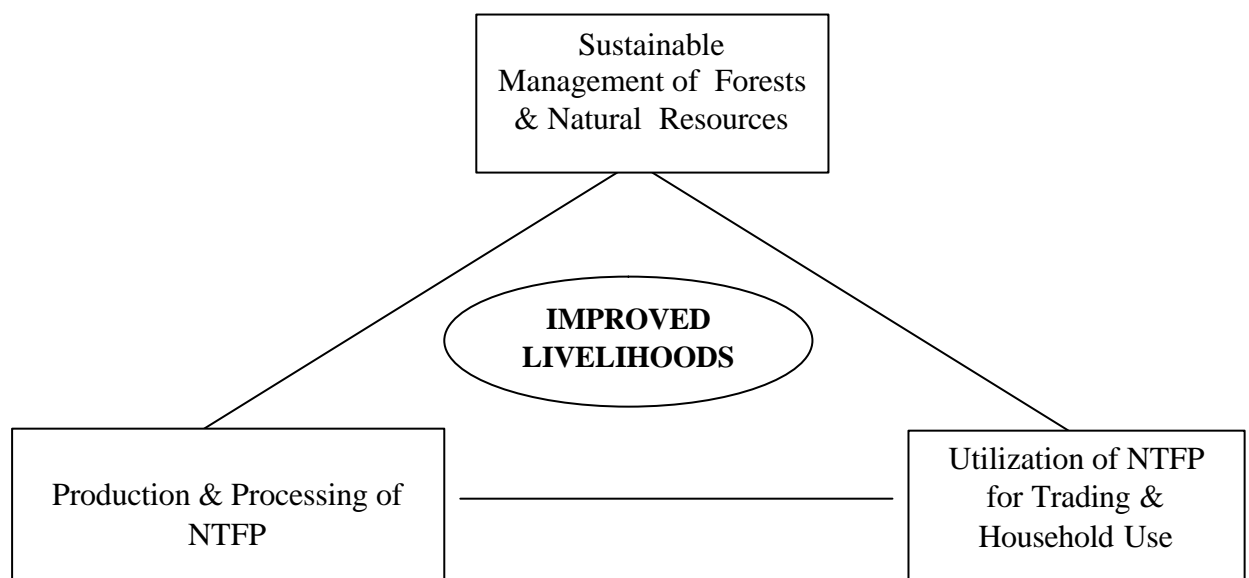 Sustainable
Management of Forests
& Natural Resources
IMPROVED
LIVELIHOODS
Production & Processing of
NTFP
Utilization of NTFP
for Trading &
Household Use